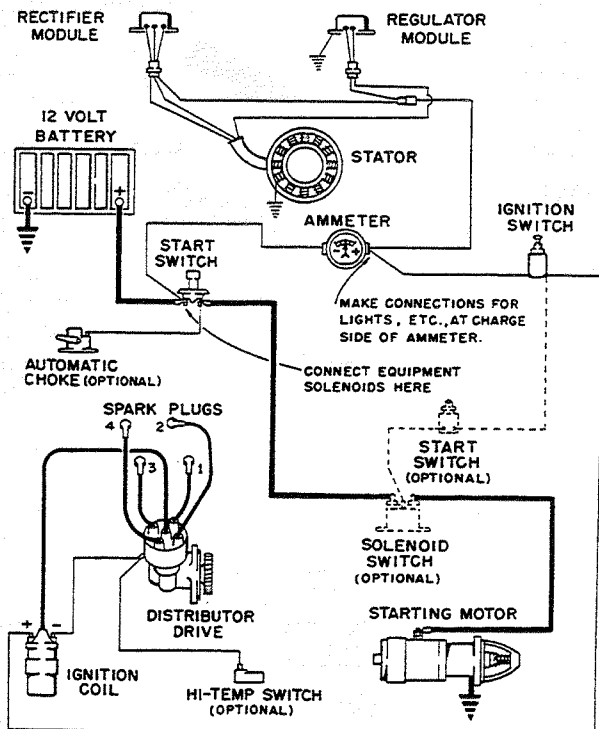 RECTIFIER
MODULE
REGULATOR
MODULE
12 VOLT
BATTERY
- +
STATOR
AMMETER
- +
IGNITION
SWITCH
START
SWITCH
MAKE CONNECTIONS FOR
LIGHTS, ETC., AT CHARGE
SIDE OF AMMETER.
AUTOMATIC
CHOKE (OPTIONAL)
CONNECT EQUIPMENT
SOLENOIDS HERE
SPARK PLUGS
4 2
3 1
START
SWITCH
(OPTIONAL)
SOLENOID
SWITCH
(OPTIONAL)
DISTRIBUTOR
DRIVE
STARTING MOTOR
+ -
IGNITION
COIL
HI-TEMP SWITCH
(OPTIONAL)